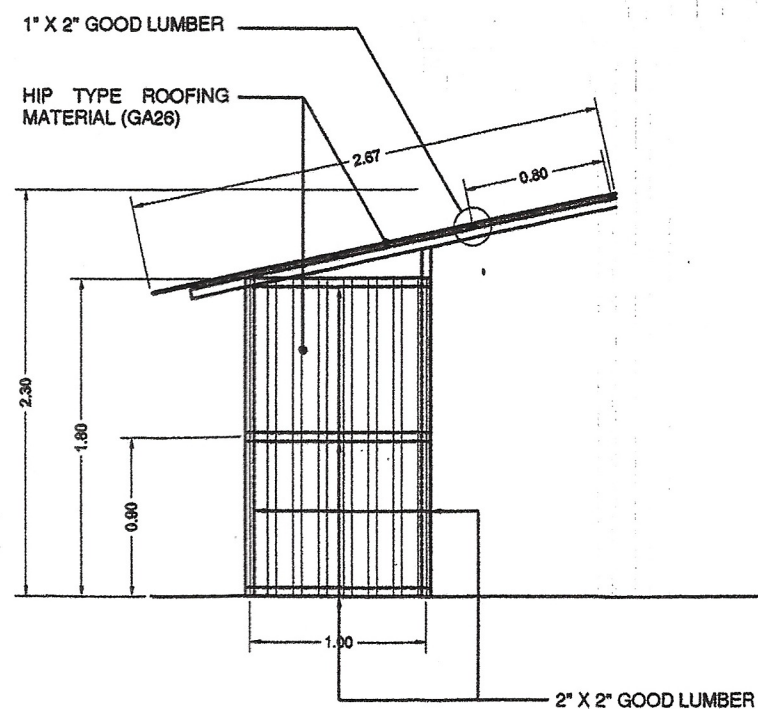 1" X 2" GOOD LUMBER
HIP TYPE ROOFING
MATERIAL (GA26)
2.67
0.80
2.30
1.80
0.90
1.00
2" X 2" GOOD LUMBER